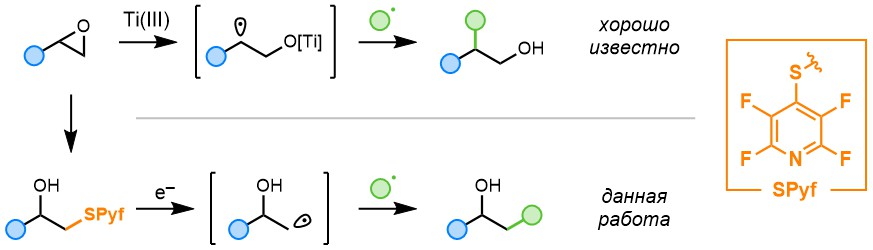 O
Ti(III)
O[Ti]
OH
хорошо
известно
S
F
F
F
F
N
SPyf
OH
SPyf
e–
OH
OH
данная
работа